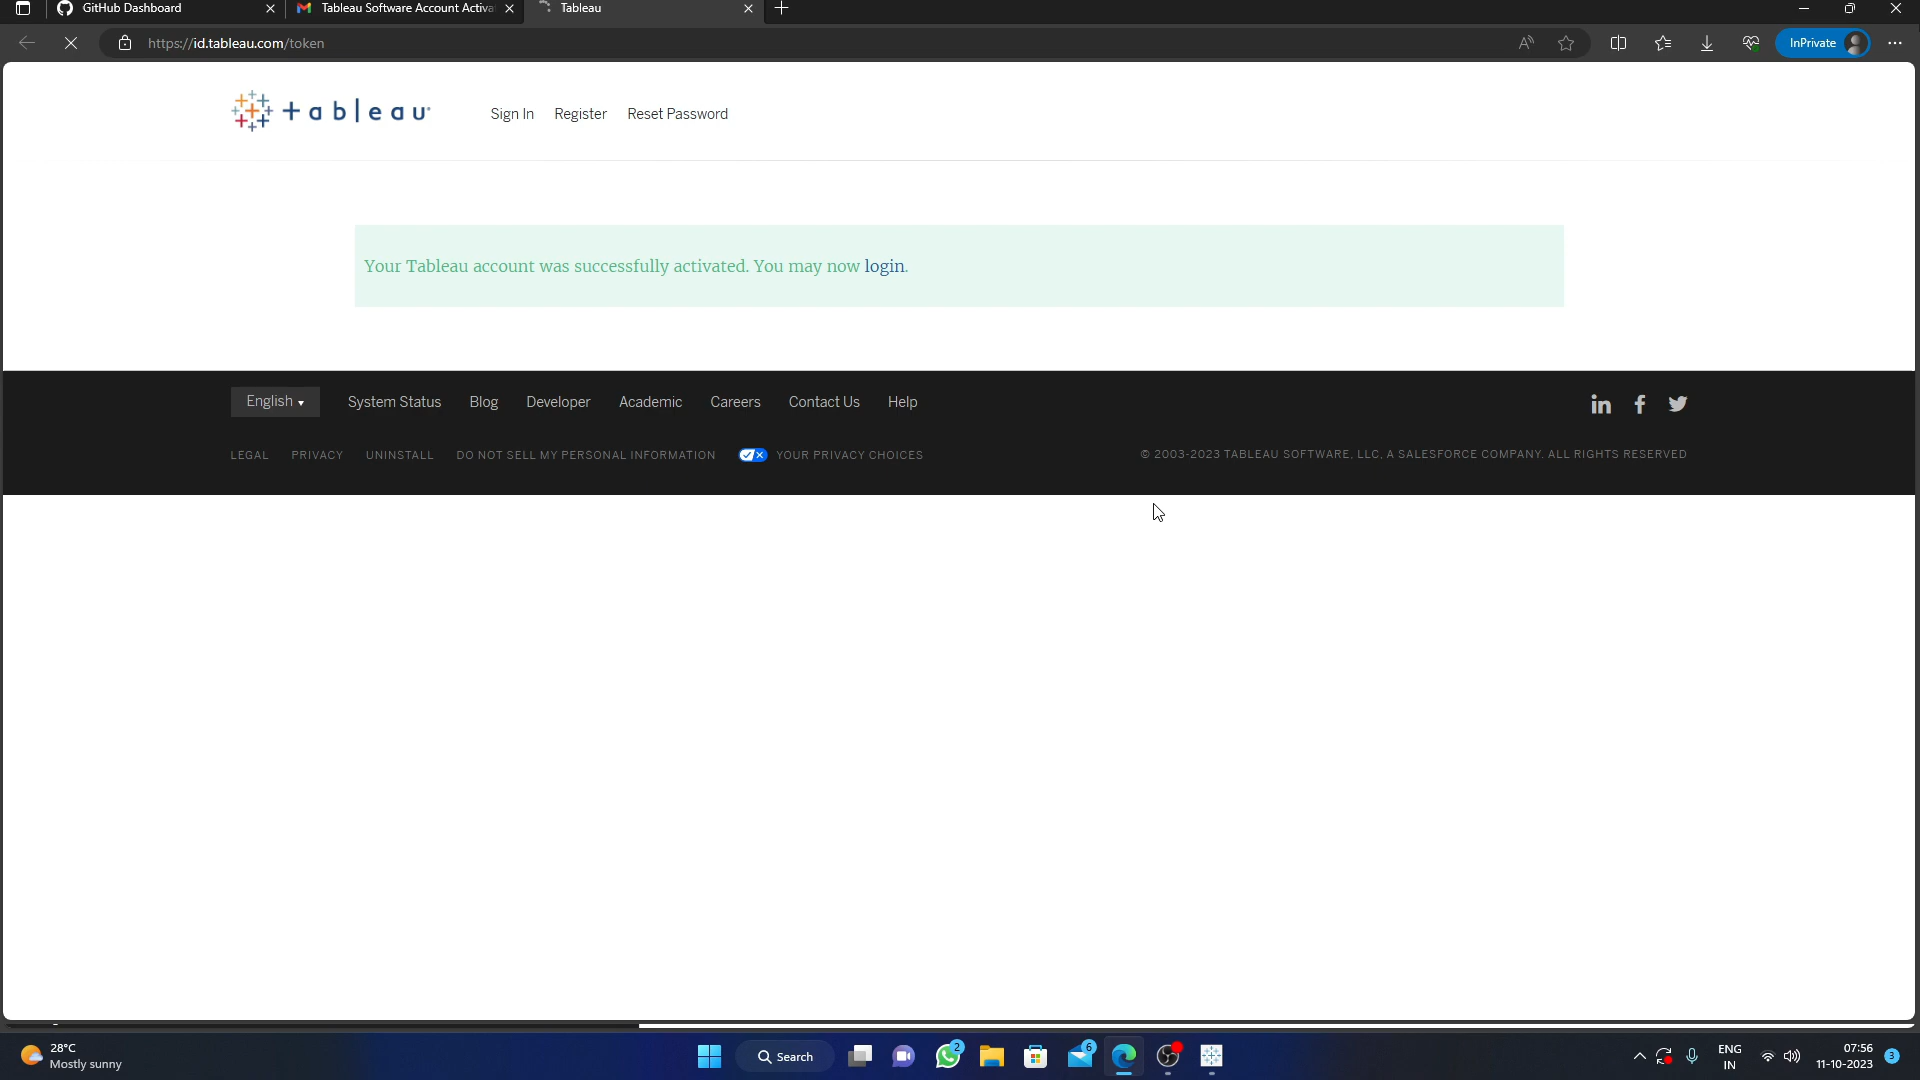 GitHub Dashboard
Tableau Software Account Activa
Tableau
https://id.tableau.com/token
InPrivate
+ a b l e a u
Sign In Register Reset Password
Your Tableau account was successfully activated. You may now login.
English
System Status Blog Developer Academic Careers Contact Us Help
LEGAL PRIVACY UNINSTALL DO NOT SELL MY PERSONAL INFORMATION YOUR PRIVACY CHOICES
© 2003-2023 TABLEAU SOFTWARE, LLC, A SALESFORCE COMPANY. ALL RIGHTS RESERVED
28°C
Mostly sunny
Search
2
6
ENG
IN
07:56
11-10-2023
3